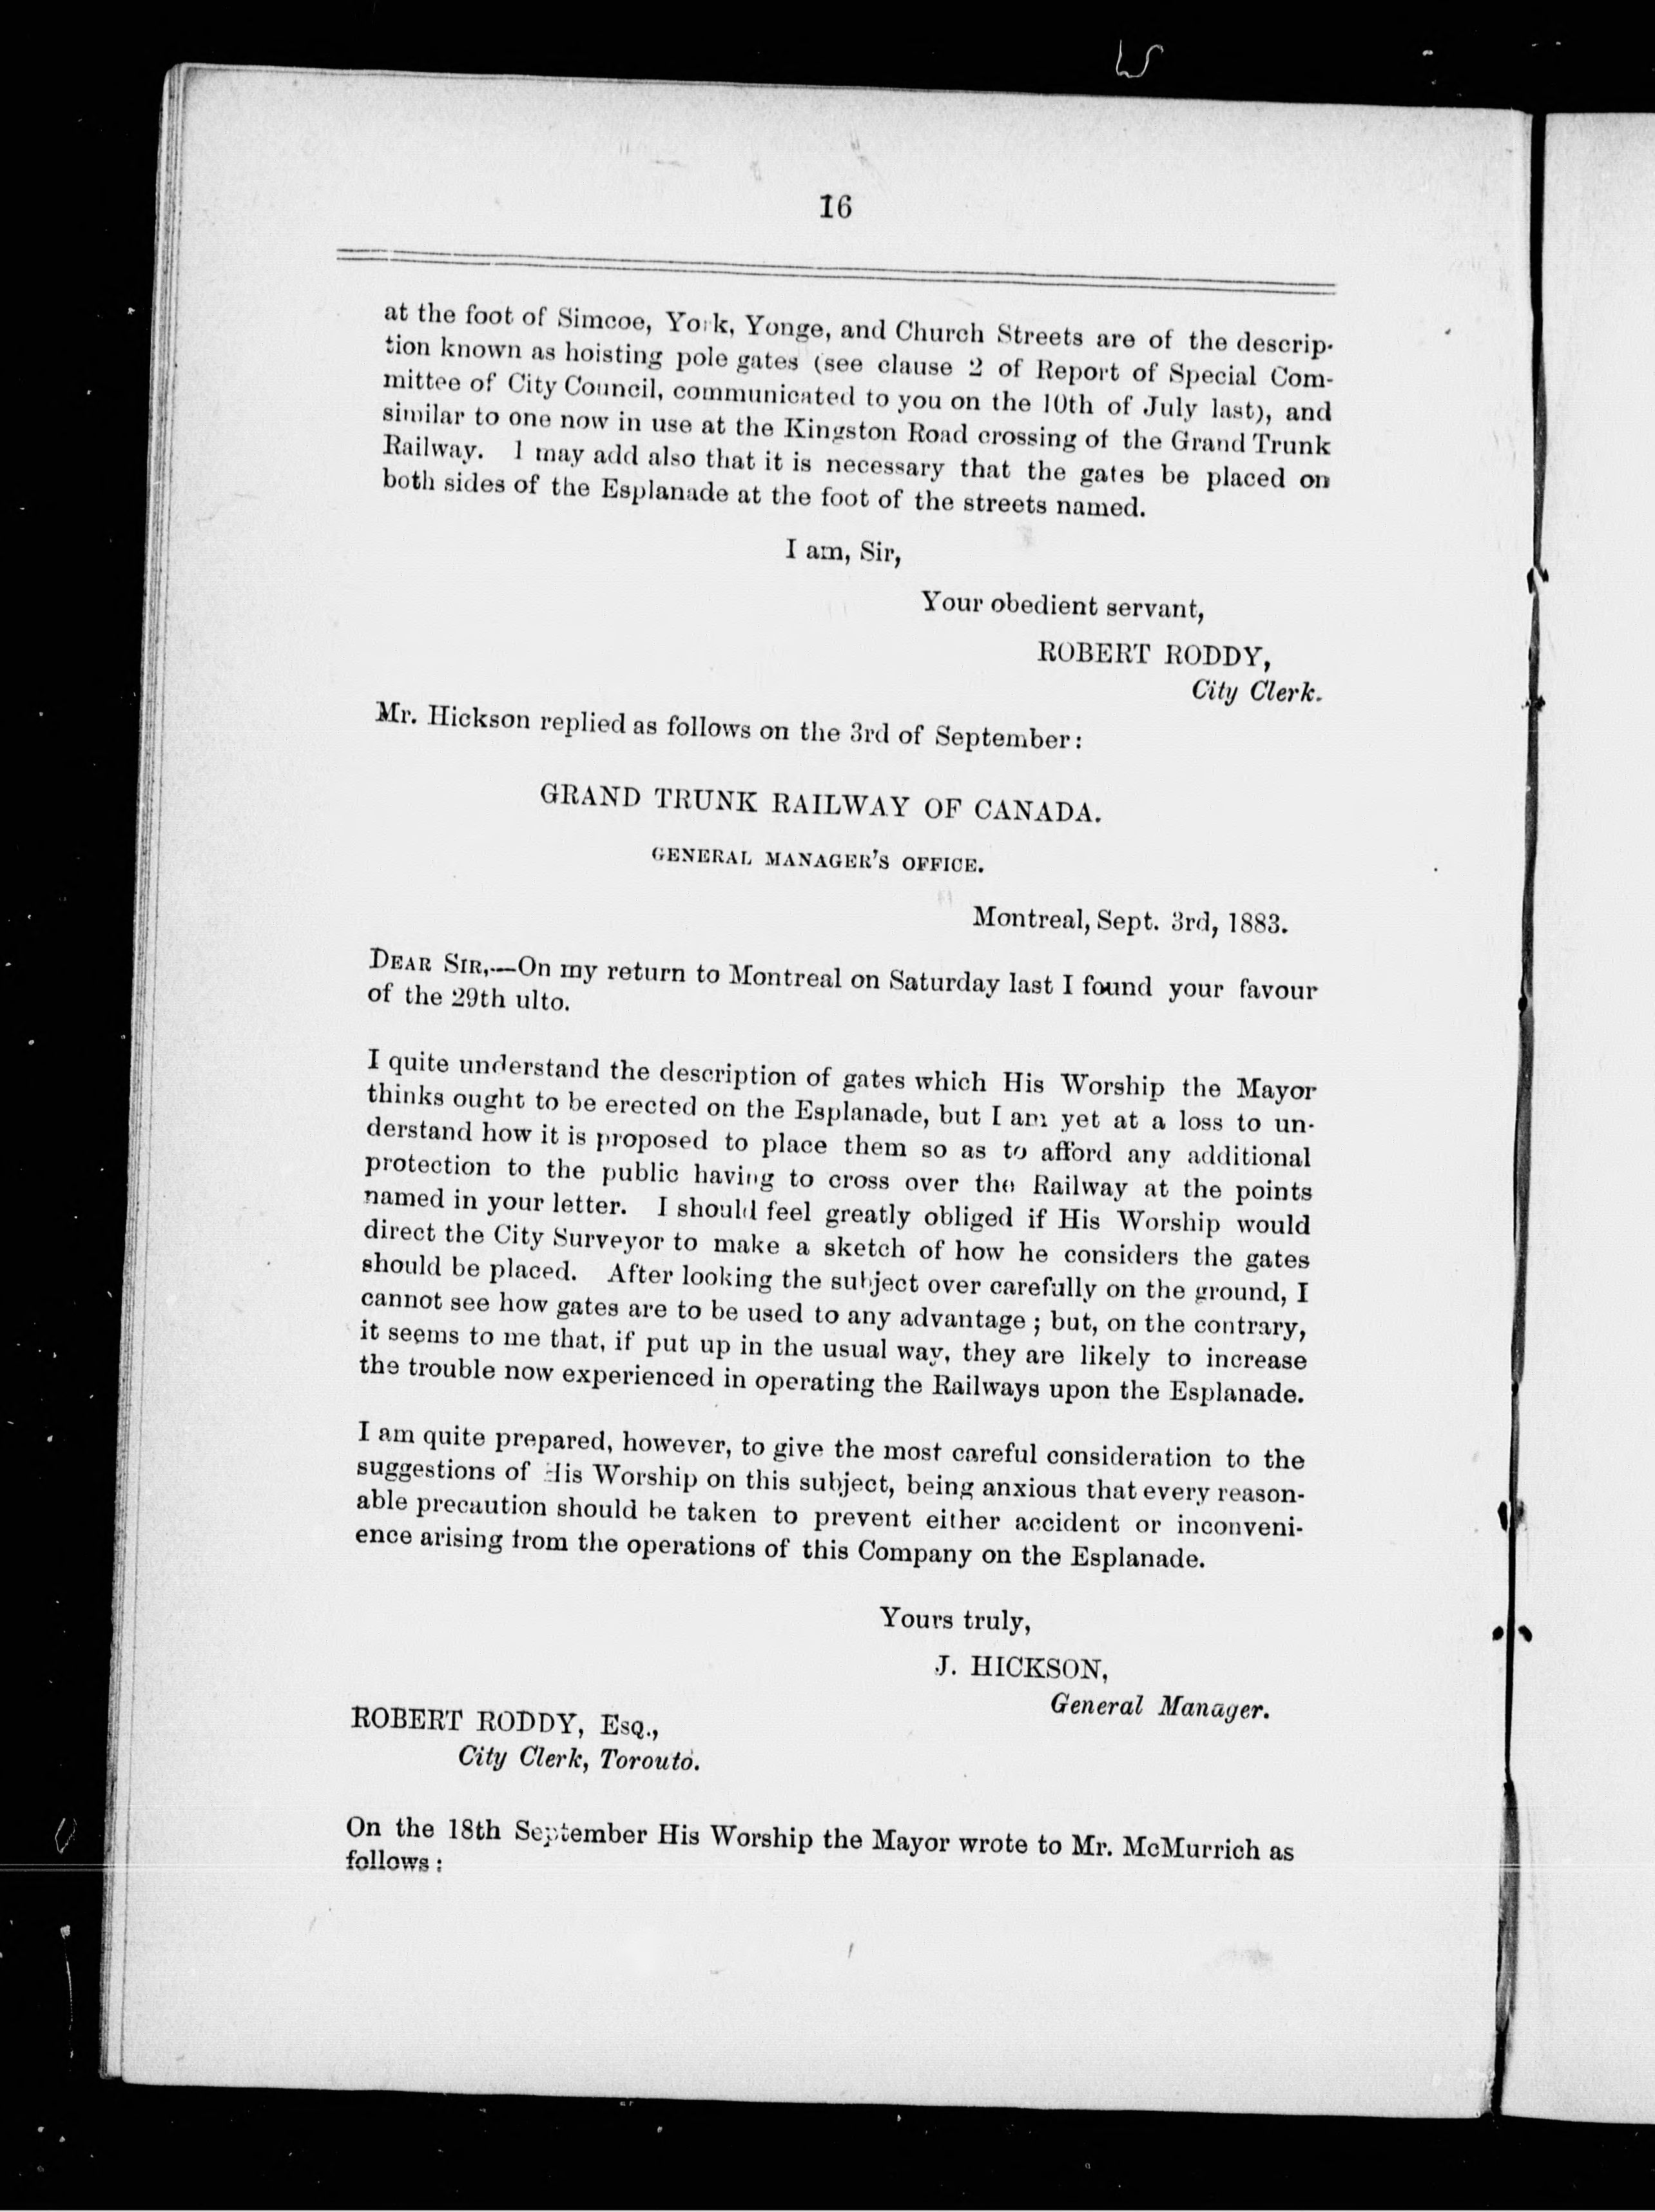 16
at the foot of Simcoe, York, Yonge, and Church Streets are of the descrip-
tion known as hoisting pole gates (see clause 2 of Report of Special Com-
mittee of City Council, communicated to you on the 10th of July last), and
similar to one now in use at the Kingston Road crossing of the Grand Trunk
Railway. I may add also that it is necessary that the gates be placed on
both sides of the Esplanade at the foot of the streets named.
I am, Sir,
Your obedient servant,
ROBERT RODDY,
City Clerk.
Mr. Hickson replied as follows on the 3rd of September:
GRAND TRUNK RAILWAY OF CANADA.
GENERAL MANAGER'S OFFICE.
Montreal, Sept. 3rd, 1883.
DEAR SIR,—On my return to Montreal on Saturday last I found your favour
of the 29th ulto.
I quite understand the description of gates which His Worship the Mayor
thinks ought to be erected on the Esplanade, but I am yet at a loss to un-
derstand how it is proposed to place them so as to afford any additional
protection to the public having to cross over the Railway at the points
named in your letter. I should feel greatly obliged if His Worship would
direct the City Surveyor to make a sketch of how he considers the gates
should be placed. After looking the subject over carefully on the ground, I
cannot see how gates are to be used to any advantage; but, on the contrary,
it seems to me that, if put up in the usual way, they are likely to increase
the trouble now experienced in operating the Railways upon the Esplanade.
I am quite prepared, however, to give the most careful consideration to the
suggestions of His Worship on this subject, being anxious that every reason-
able precaution should be taken to prevent either accident or inconveni-
ence arising from the operations of this Company on the Esplanade.
Yours truly,
J. HICKSON,
General Manager.
ROBERT RODDY, ESQ.,
City Clerk, Torouto.
On the 18th September His Worship the Mayor wrote to Mr. McMurrich as
follows: